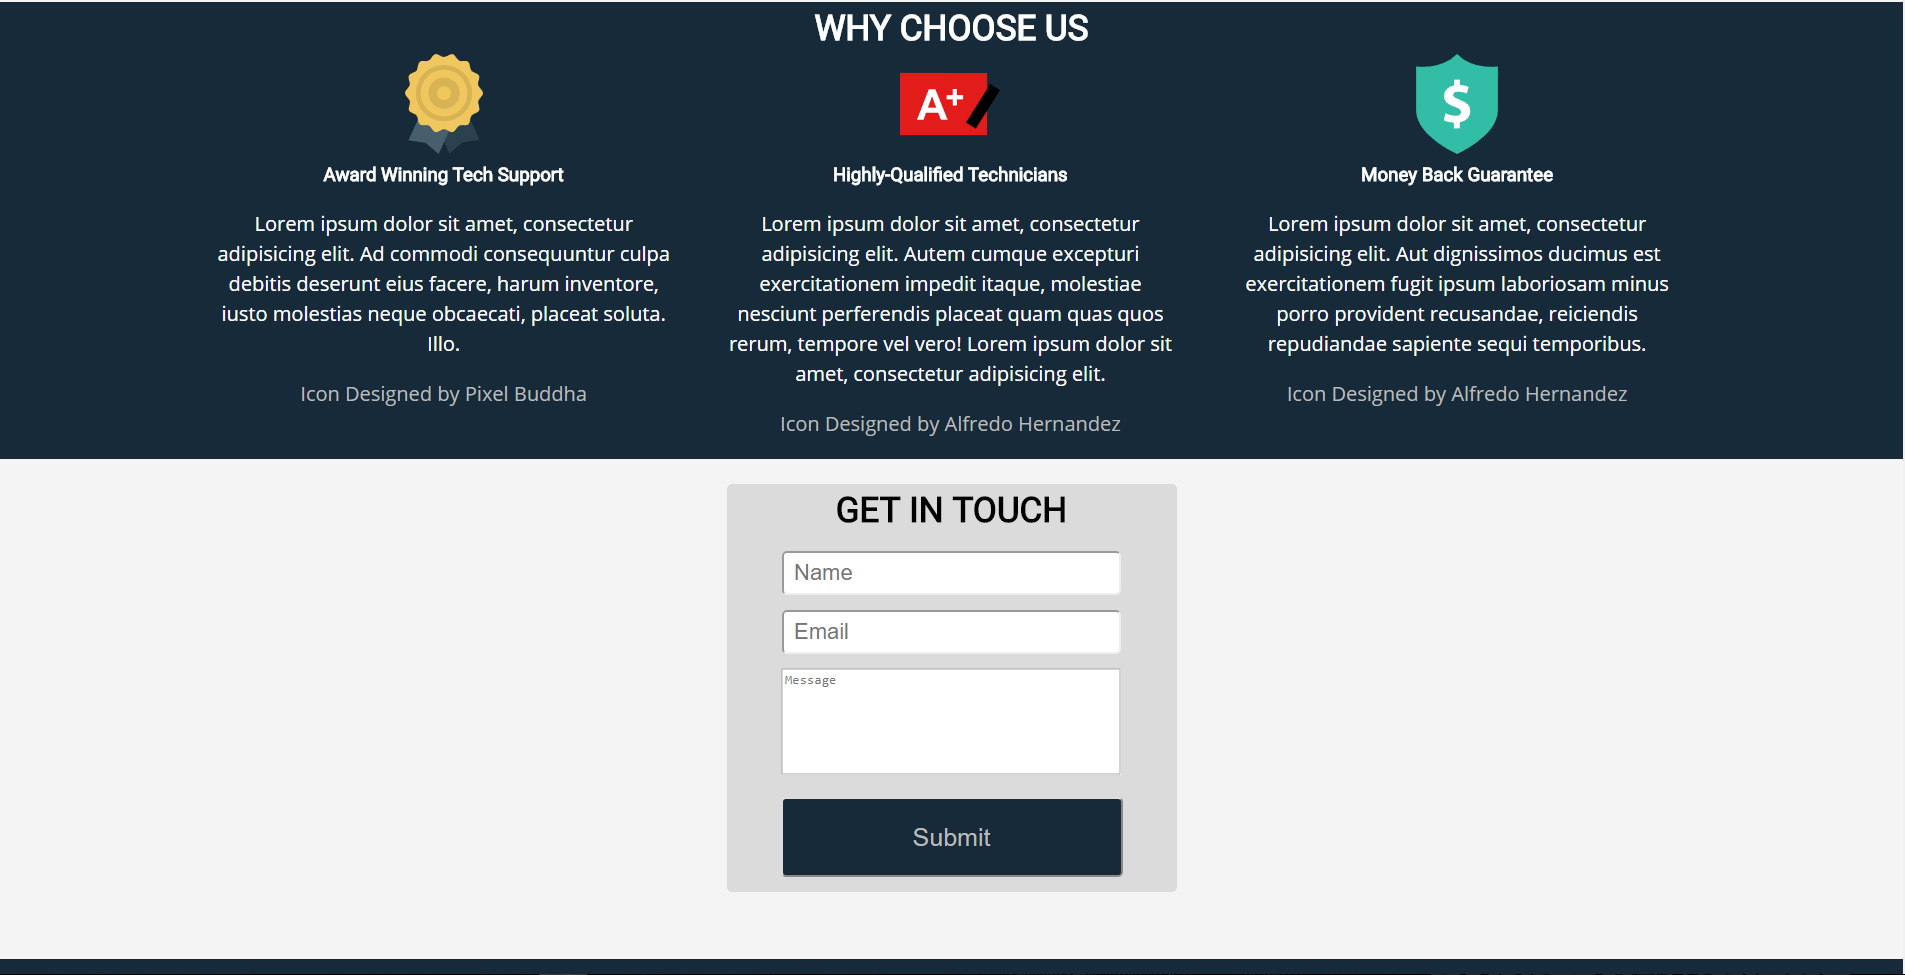 WHY CHOOSE US
A+
$
Award Winning Tech Support
Lorem ipsum dolor sit amet, consectetur
adipisicing elit. Ad commodi consequuntur culpa
debitis deserunt eius facere, harum inventore,
iusto molestias neque obcaecati, placeat soluta.
Illo.
Icon Designed by Pixel Buddha
Highly-Qualified Technicians
Lorem ipsum dolor sit amet, consectetur
adipisicing elit. Autem cumque excepturi
exercitationem impedit itaque, molestiae
nesciunt perferendis placeat quam quas quos
rerum, tempore vel vero! Lorem ipsum dolor sit
amet, consectetur adipisicing elit.
Icon Designed by Alfredo Hernandez
Money Back Guarantee
Lorem ipsum dolor sit amet, consectetur
adipisicing elit. Aut dignissimos ducimus est
exercitationem fugit ipsum laboriosam minus
porro provident recusandae, reiciendis
repudiandae sapiente sequi temporibus.
Icon Designed by Alfredo Hernandez
GET IN TOUCH
Name
Email
Message
Submit